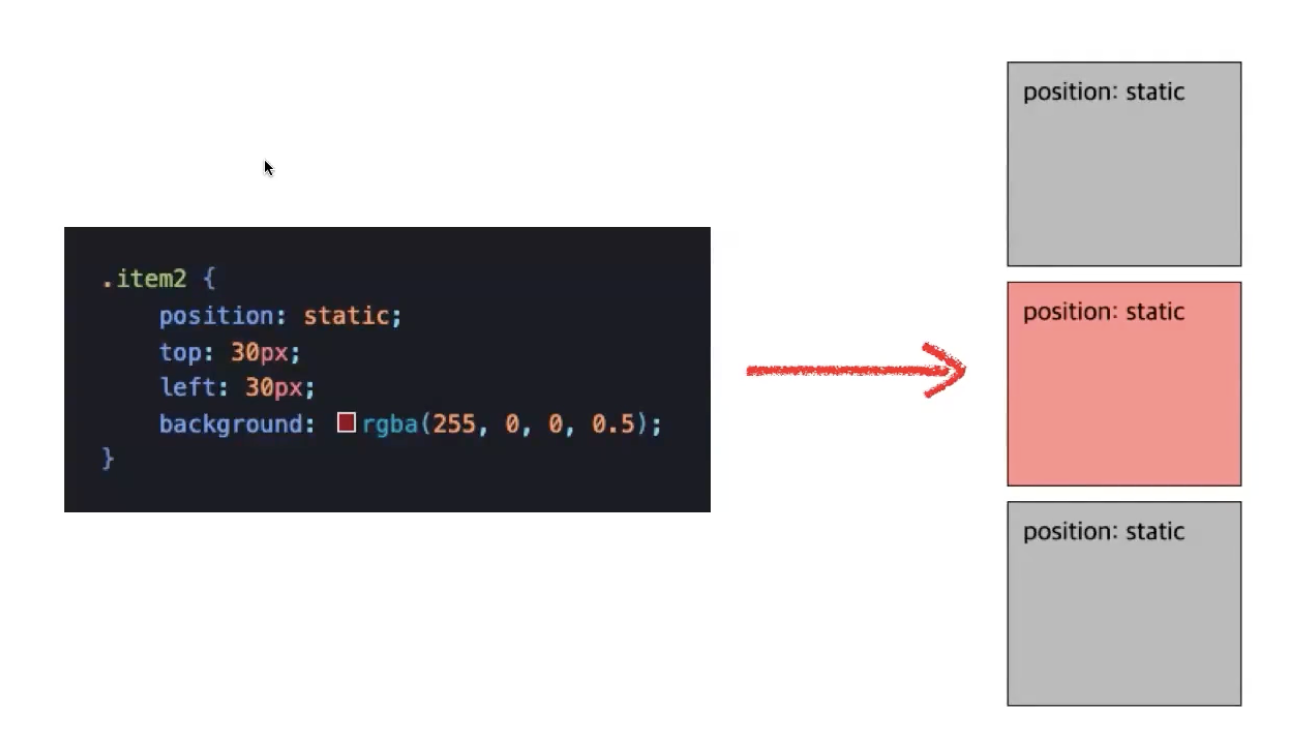 .item2 {
position: static;
top: 30px;
left: 30px;
background: rgba(255, 0, 0, 0.5);
}
position: static
position: static
position: static